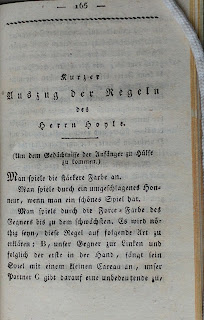 — 166 —
Kurzer
Auszug der Regeln
des
Herrn Hoyle.
(Um dem Gedächtnisse der Anfänger zu Hülfe
zu kommen.)
Man spiele die stärkere Farbe an.
Man spiele durch ein umgeschlagenes Hon-
neur, wenn man ein schönes Spiel hat.
Man spiele durch die Force-Farbe des
Gegners bis zu dem schwächsten. Es wird nö-
thig seyn, diese Regel auf folgende Art zu
erklären: B, unser Gegner zur Linken und
folglich der erste in der Hand, fängt sein
Spiel mit einem kleinen Careau an, unser
Partner C gibt darauf eine unbedeutende zu,